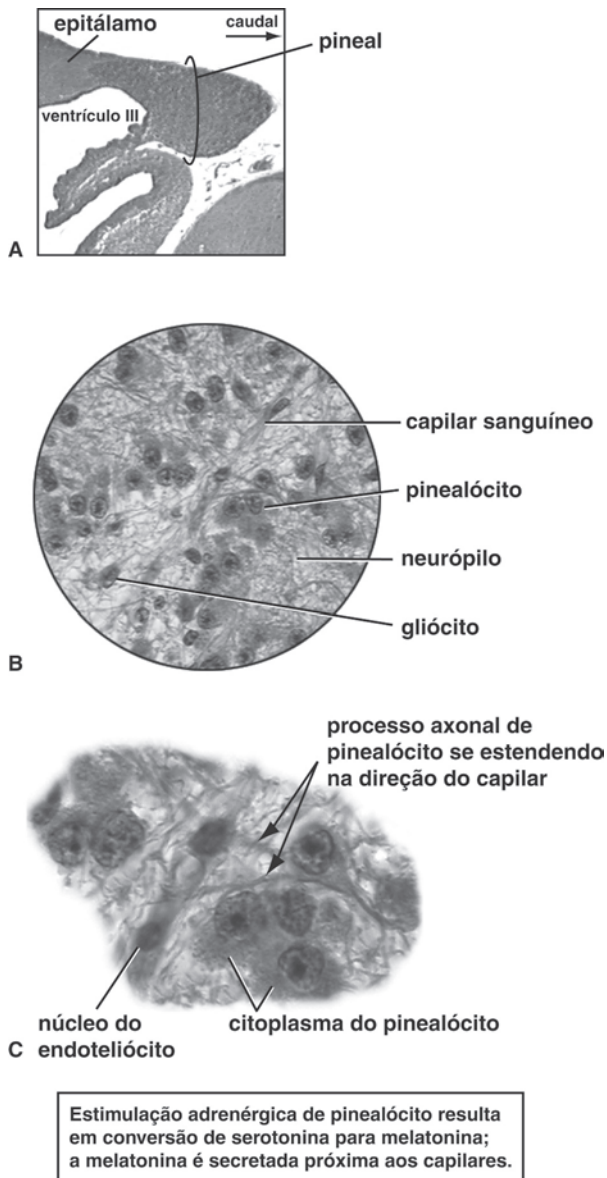 epitálamo
caudal
pineal
ventrículo III
A
capilar sanguíneo
pinealócito
neurópilo
gliócito
B
processo axonal de
pinealócito se estendendo
na direção do capilar
núcleo do
endoteliócito
citoplasma do pinealócito
C
Estimulação adrenérgica de pinealócito resulta
em conversão de serotonina para melatonina;
a melatonina é secretada próxima aos capilares.